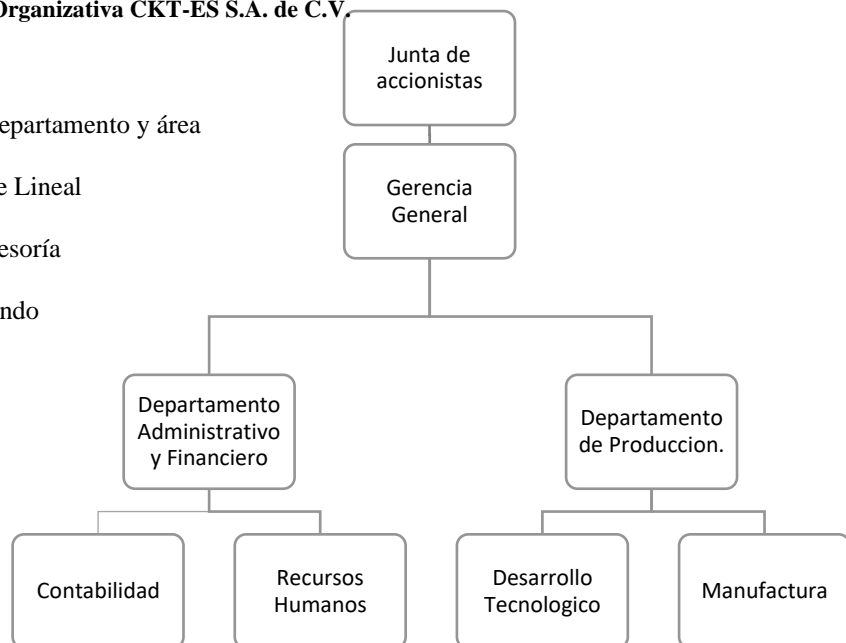 Organizativa CKT-ES S.A. de C.V.
Junta de
accionistas
epartamento y área
e Lineal
esoría
ndo
Gerencia
General
Departamento
Administrativo
y Financiero
Departamento
de Produccion.
Contabilidad
Recursos
Humanos
Desarrollo
Tecnologico
Manufactura